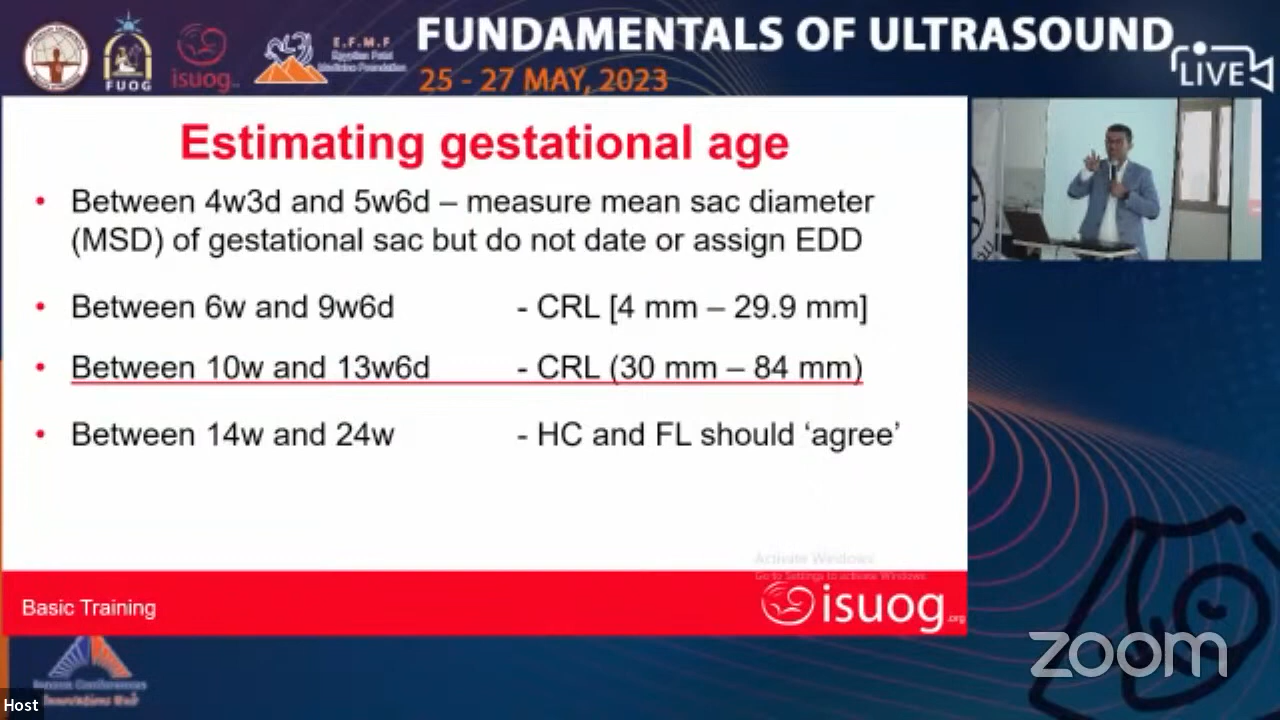 FUNDAMENTALS OF ULTRASOUND
25 - 27 MAY, 2023
LIVE
FUOG
isuog
E.F.M.F
Egyptian Fetal
Medicine Foundation
Estimating gestational age
• Between 4w3d and 5w6d – measure mean sac diameter
(MSD) of gestational sac but do not date or assign EDD
• Between 6w and 9w6d - CRL [4 mm – 29.9 mm]
• Between 10w and 13w6d - CRL (30 mm – 84 mm)
• Between 14w and 24w - HC and FL should ‘agree’
Activate Windows
Go to Settings to activate Windows
Basic Training
isuog.org
zoom
Host